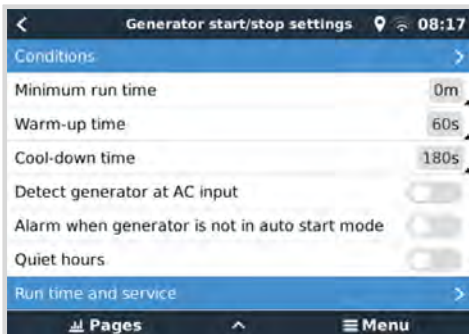 Generator start/stop settings 08:17
Conditions
Minimum run time 0m
Warm-up time 60s
Cool-down time 180s
Detect generator at AC input
Alarm when generator is not in auto start mode
Quiet hours
Run time and service
Pages Menu